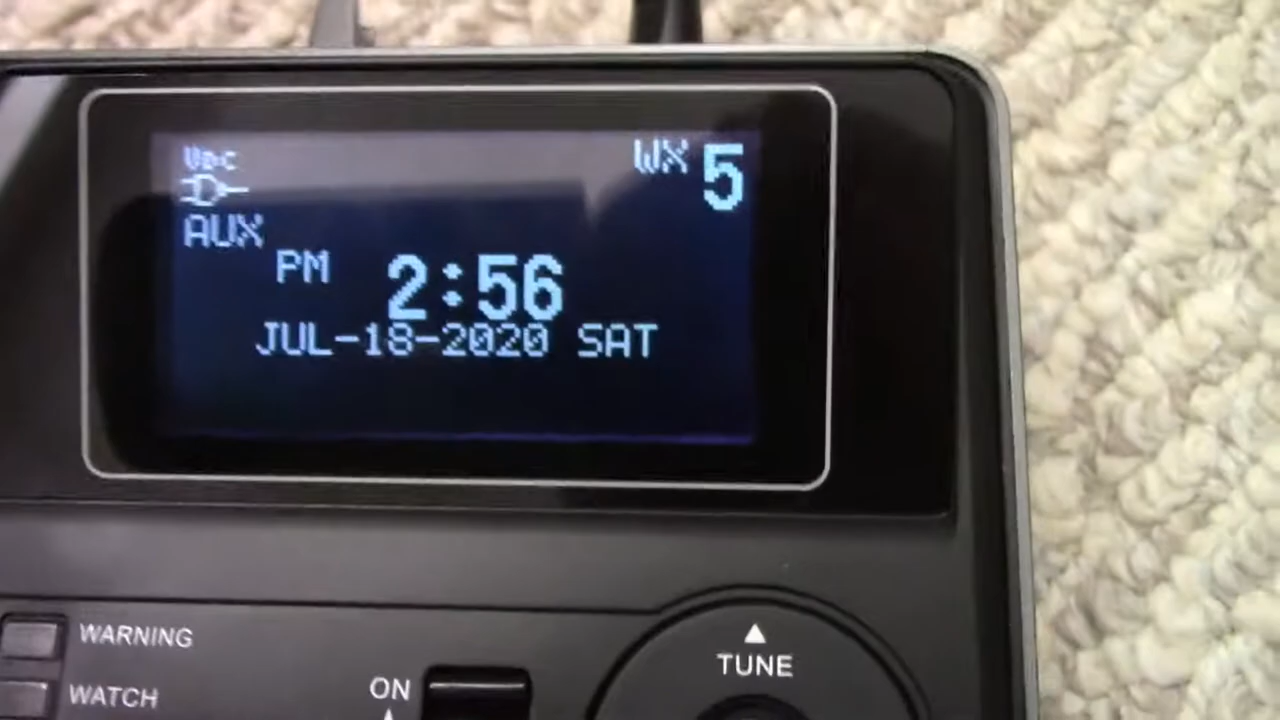 VDC
WX 5
AUX
PM 2:56
JUL-18-2020 SAT
WARNING
TUNE
WATCH
ON